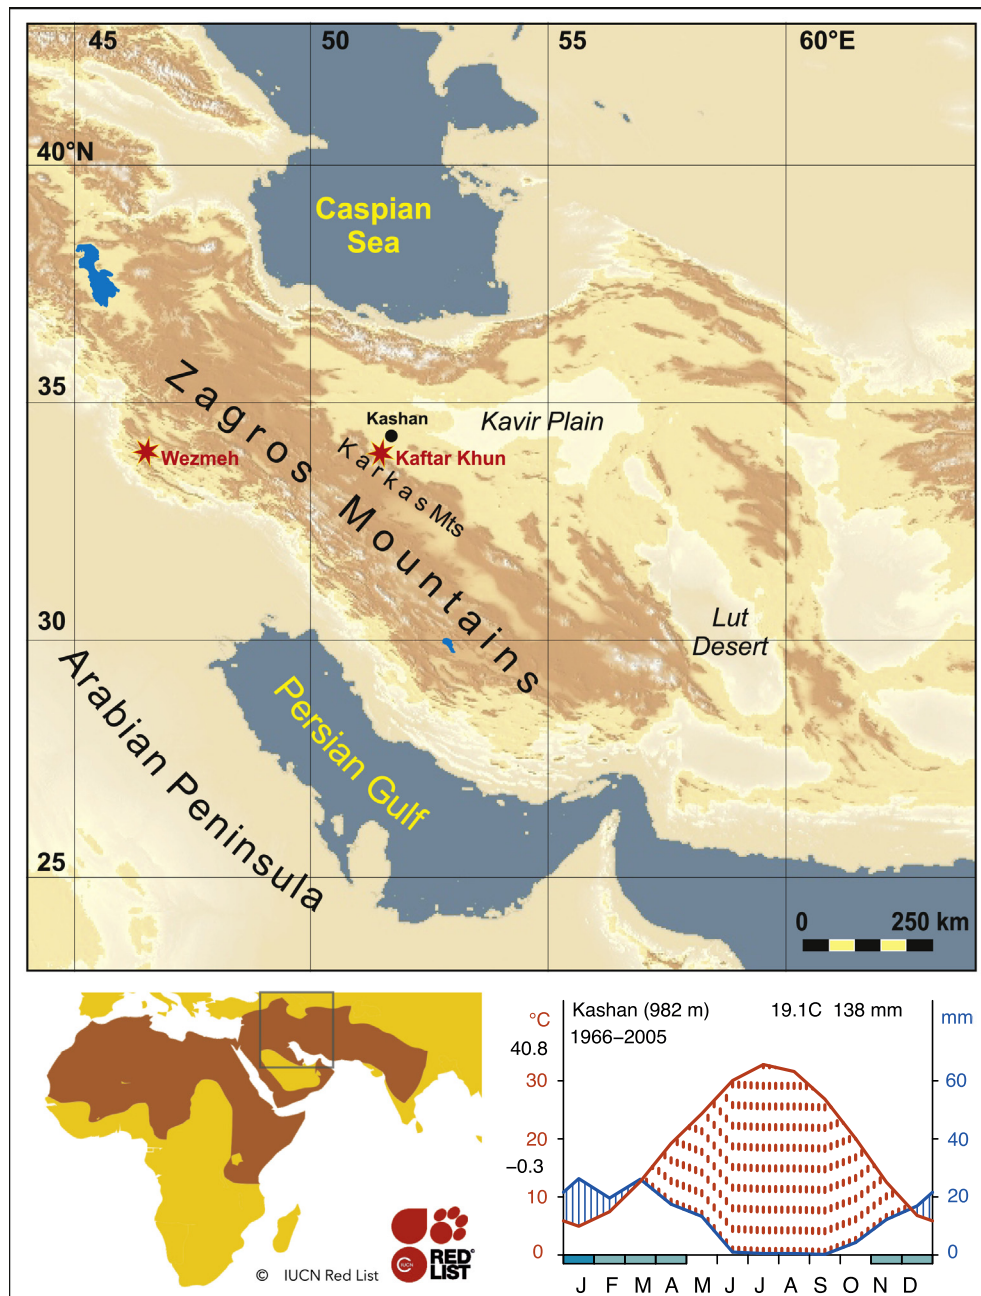 45
50
55
60°E
40°N
Caspian
Sea
35
Zagros Mountains
Kashan
Kavir Plain
Wezmeh
Kaftar Khun
Karkas Mts
30
Lut
Desert
Arabian Peninsula
Persian Gulf
25
0
250 km
°C
Kashan (982 m)
19.1C 138 mm
mm
1966–2005
40.8
30
60
20
40
−0.3
10
20
0
0
J F M A M J J A S O N D
© IUCN Red List
IUCN
RED
LIST